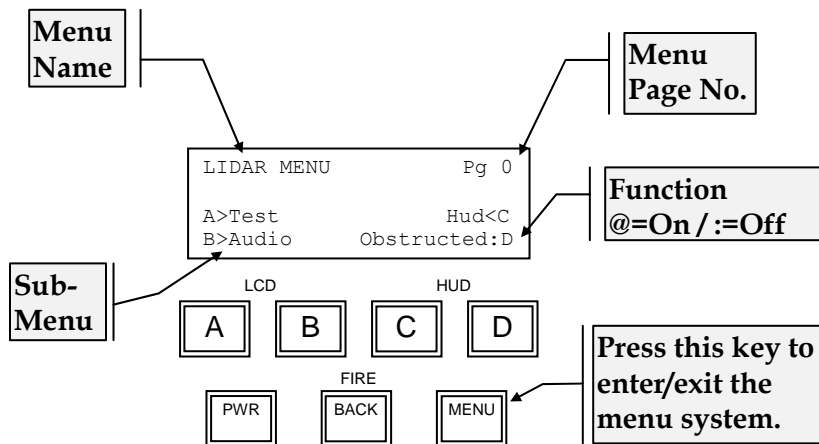 Menu
Name
Menu
Page No.
LIDAR MENU Pg 0
A>Test Hud<C
B>Audio Obstructed:D
Function
@=On / :=Off
Sub-
Menu
LCD HUD
A B C D
FIRE
PWR BACK MENU
Press this key to
enter/exit the
menu system.